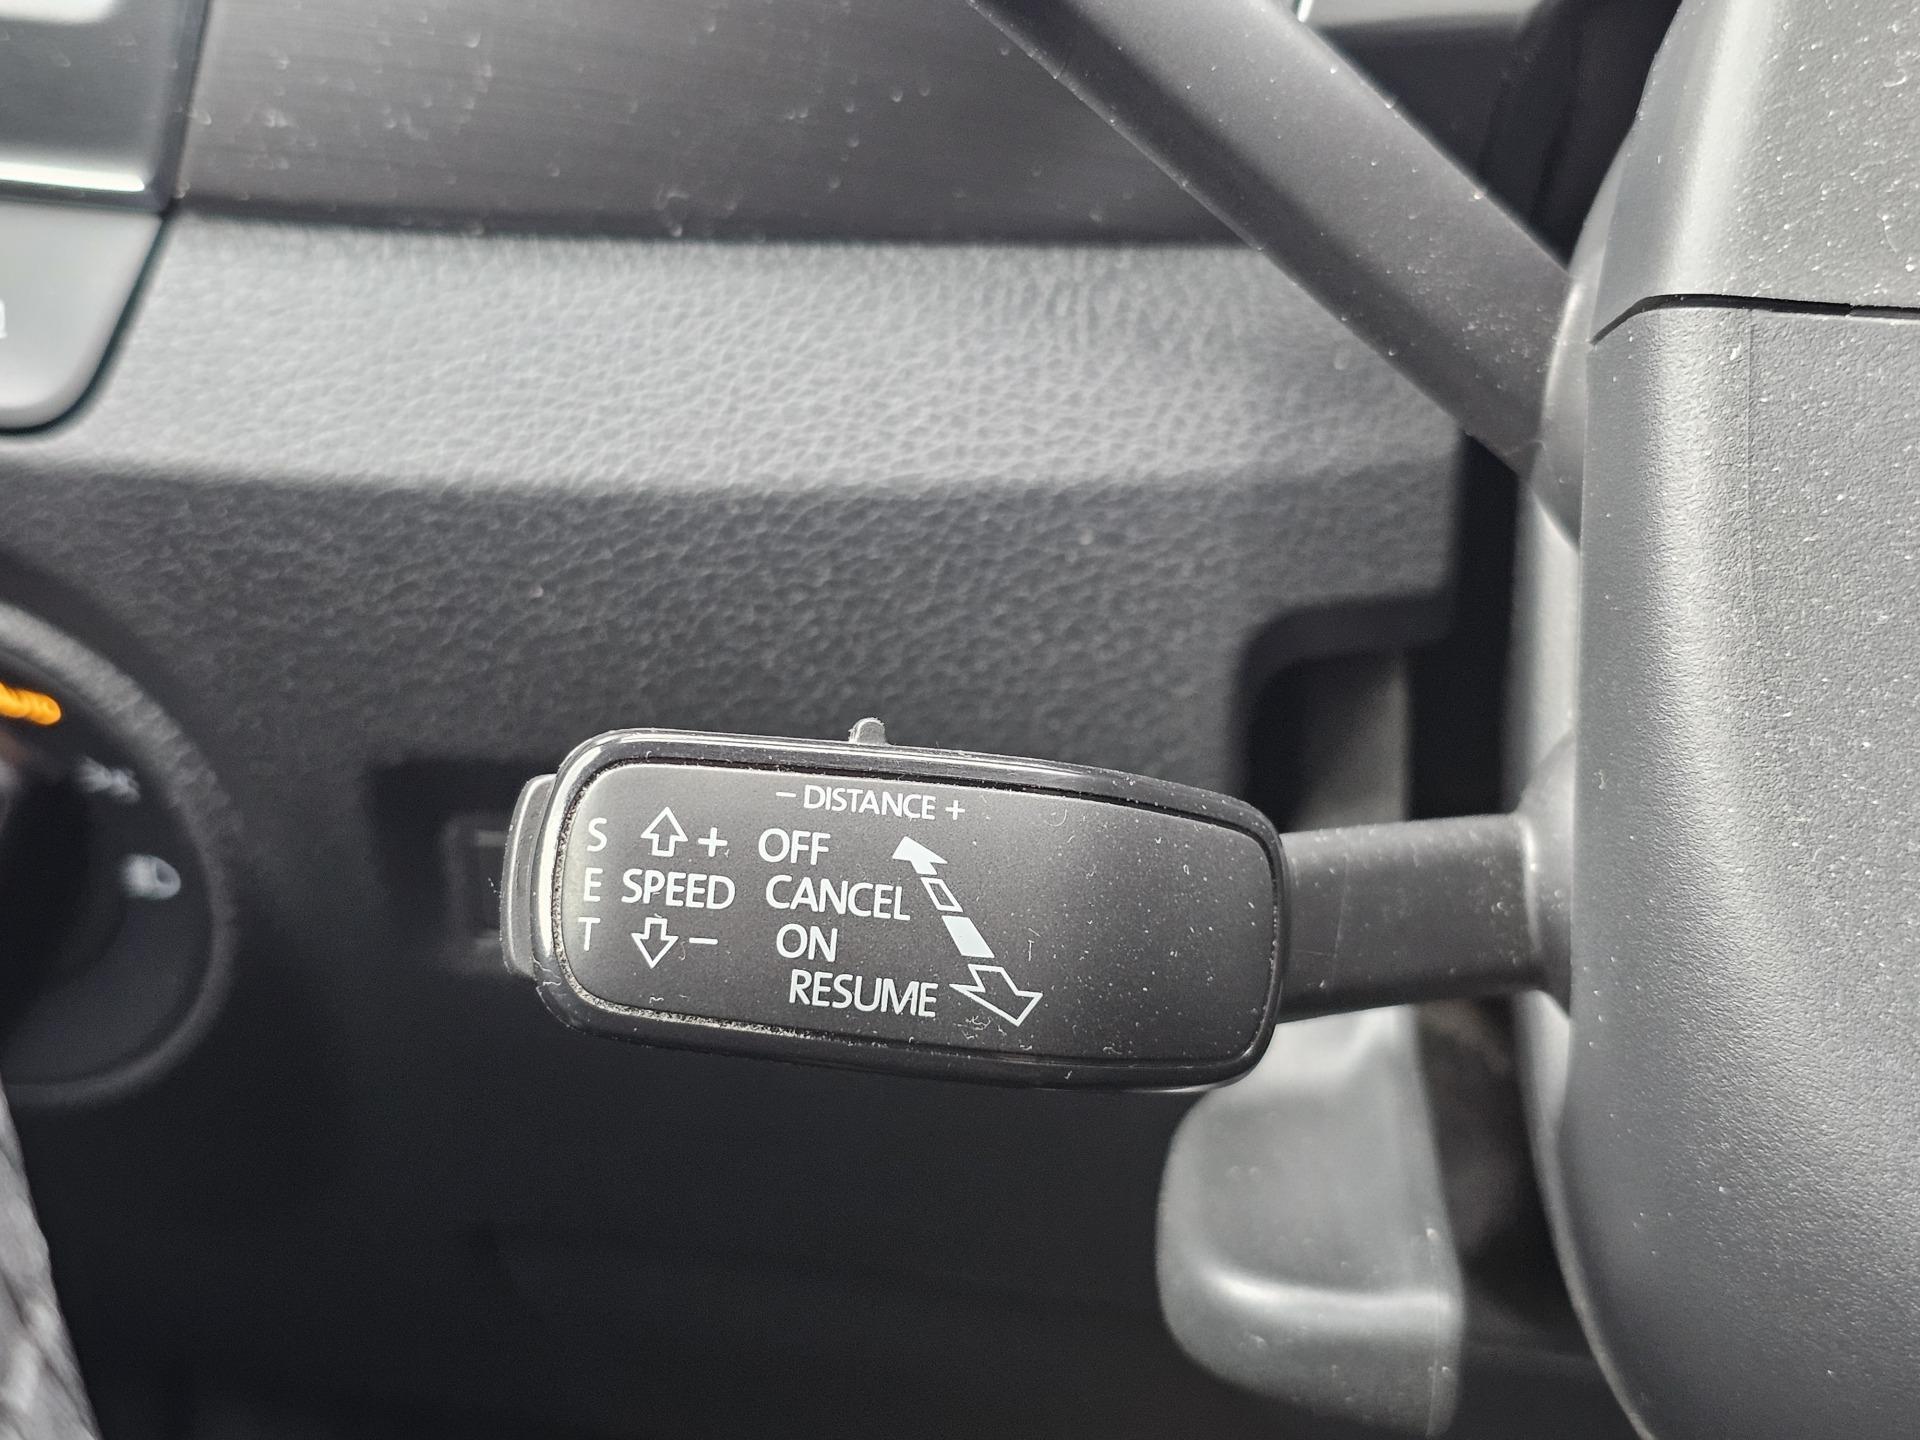 – DISTANCE +
S + OFF
E SPEED CANCEL
T – ON
RESUME